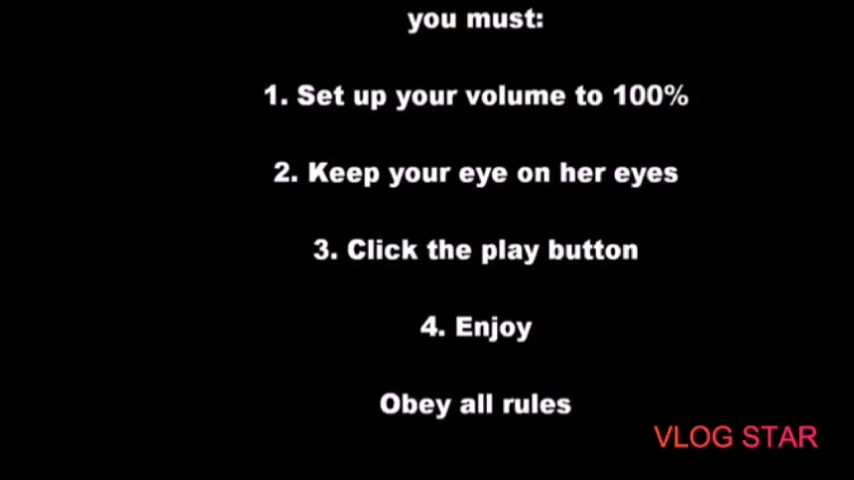 you must:
1. Set up your volume to 100%
2. Keep your eye on her eyes
3. Click the play button
4. Enjoy
Obey all rules
VLOG STAR